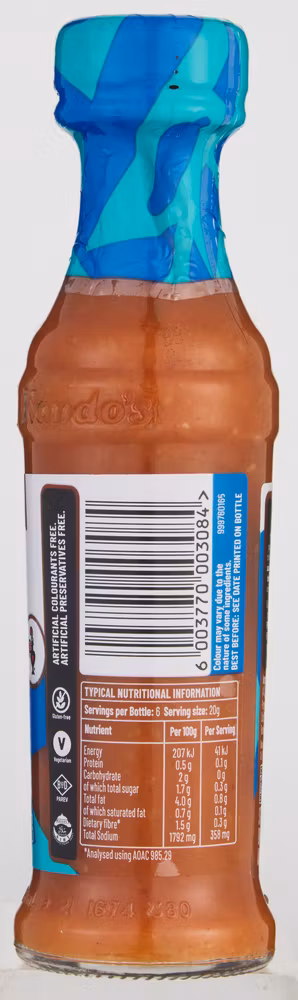 Nando's
ARTIFICIAL COLOURANTS FREE.
ARTIFICIAL PRESERVATIVES FREE.
6 003770 003084 >
Colour may vary due to the
nature of some ingredients.
999760165
BEST BEFORE: SEE DATE PRINTED ON BOTTLE
Gluten-free
V
Vegetarian
PAREV
TYPICAL NUTRITIONAL INFORMATION
Servings per Bottle: 6 Serving size: 20g
Nutrient Per 100g Per Serving
Energy 207 kJ 41 kJ
Protein 0.5 g 0.1g
Carbohydrate 2 g 0 g
of which total sugar 1.7 g 0.3 g
Total fat 4.0 g 0.8 g
of which saturated fat 0.7 g 0.1 g
Dietary fibre* 1.5 g 0.3 g
Total Sodium 1792 mg 358 mg
*Analysed using AOAC 985.29